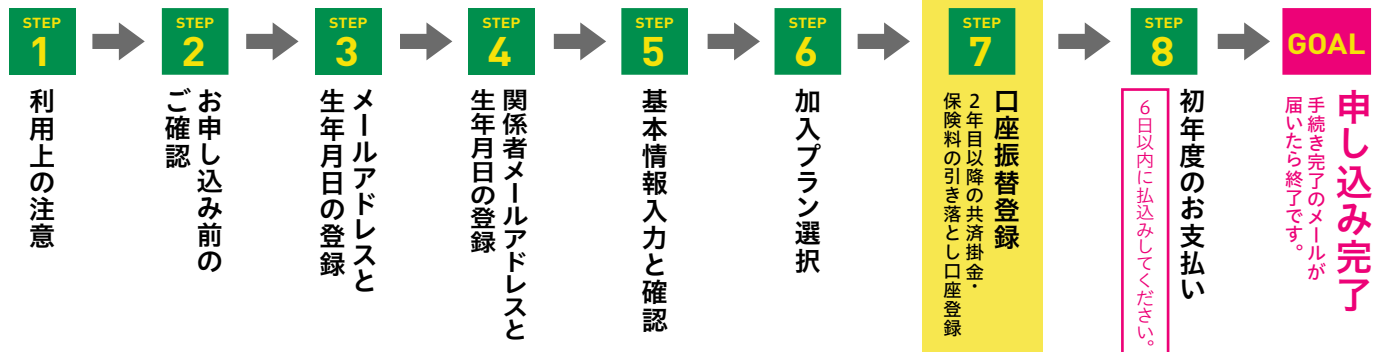 STEP
1
利用上の注意
STEP
2
お申し込み前の
ご確認
STEP
3
メールアドレスと
生年月日の登録
STEP
4
関係者メールアドレスと
生年月日の登録
STEP
5
基本情報入力と確認
STEP
6
加入プラン選択
STEP
7
口座振替登録
2年目以降の共済掛金・
保険料の引き落とし口座登録
STEP
8
初年度のお支払い
6日以内に払込みしてください。
GOAL
申し込み完了
手続き完了のメールが
届いたら終了です。